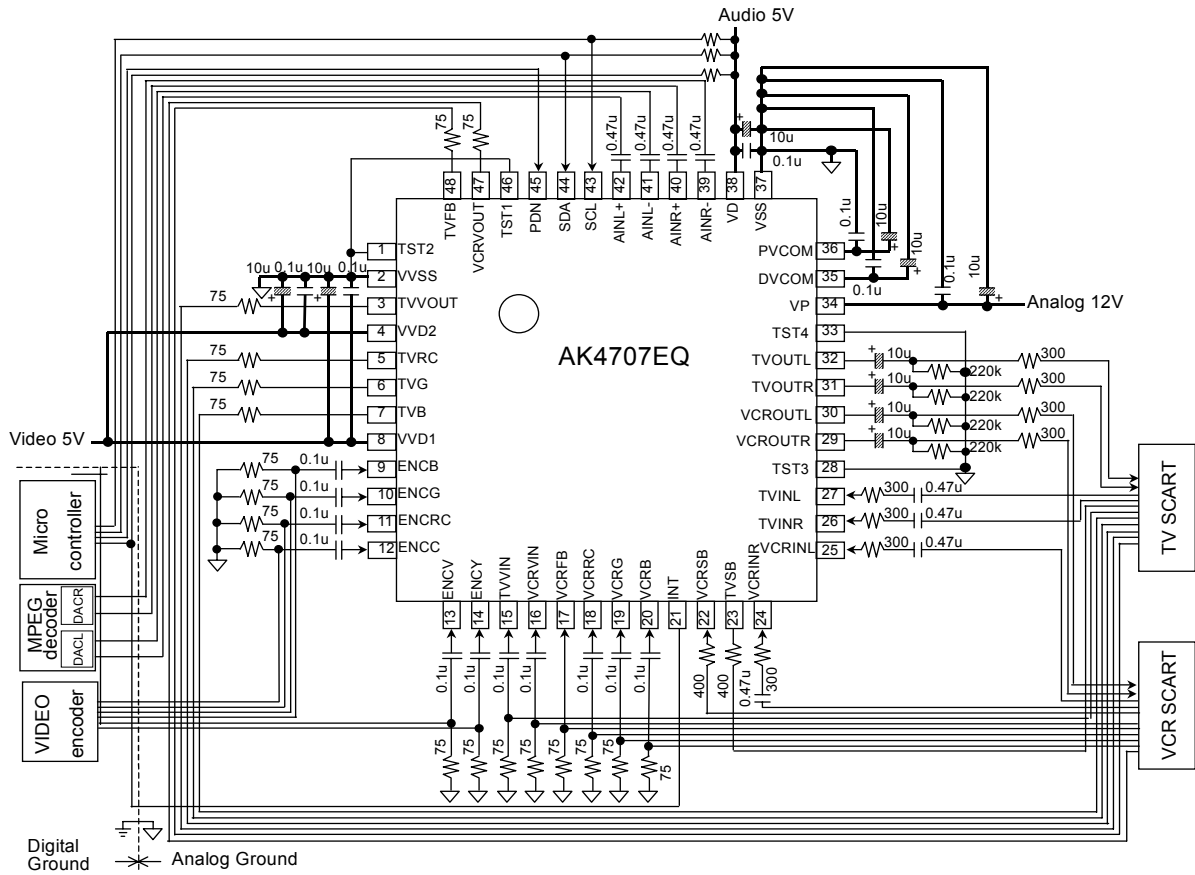 Audio 5V
75
75
0.47u
0.47u
0.47u
0.47u
+
10u
0.1u
48
47
46
45
44
43
42
41
40
39
38
37
TVFB
VCRVOUT
TST1
PDN
SDA
SCL
AINL+
AINL-
AINR+
AINR-
VD
VSS
0.1u
10u
+
10u
+
0.1u
0.1u
10u
+
1 TST2
10u 0.1u 10u 0.1u
2 VVSS
+
+
75
3 TVVOUT
4 VVD2
75
5 TVRC
75
6 TVG
75
7 TVB
Video 5V
8 VVD1
75 0.1u
9 ENCB
75 0.1u
10 ENCG
75 0.1u
11 ENCRC
75 0.1u
12 ENCC
AK4707EQ
PVCOM 36
DVCOM 35
VP 34
Analog 12V
TST4 33
TVOUTL 32 + 10u 300
220k
TVOUTR 31 + 10u 300
220k
VCROUTL 30 + 10u 300
220k
VCROUTR 29 + 10u 300
220k
TST3 28
TVINL 27 300 0.47u
TVINR 26 300 0.47u
VCRINL 25 300 0.47u
ENCV
ENCY
TVVIN
VCRVIN
VCRFB
VCRRC
VCRG
VCRB
INT
VCRSB
TVSB
VCRINR
13
14
15
16
17
18
19
20
21
22
23
24
0.1u
0.1u
0.1u
0.1u
0.1u
0.1u
0.1u
400
400
0.47u
300
75
75
75
75
75
75
75
75
Micro
controller
MPEG
decoder
DACR
DACL
VIDEO
encoder
TV SCART
VCR SCART
Digital
Ground
Analog Ground